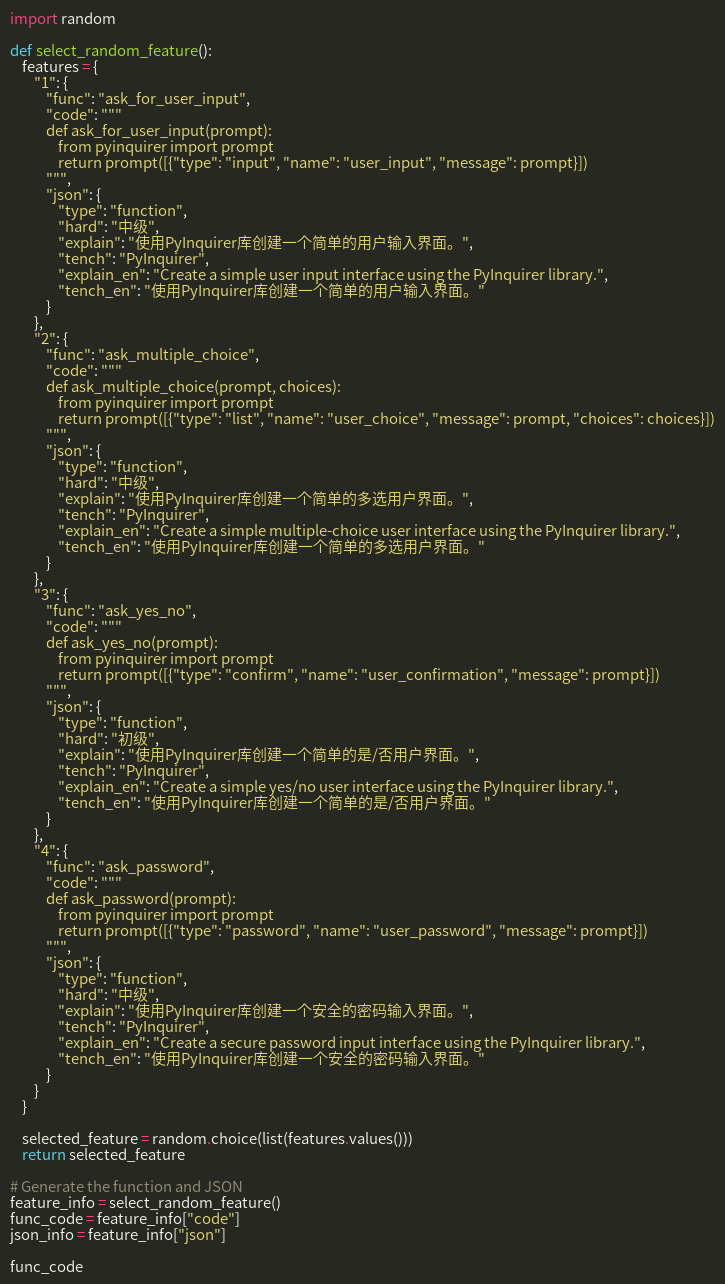 import random
def select_random_feature():
features = {
"1": {
"func": "ask_for_user_input",
"code": """
def ask_for_user_input(prompt):
from pyinquirer import prompt
return prompt([{"type": "input", "name": "user_input", "message": prompt}])
""",
"json": {
"type": "function",
"hard": "中级",
"explain": "使用PyInquirer库创建一个简单的用户输入界面。",
"tench": "PyInquirer",
"explain_en": "Create a simple user input interface using the PyInquirer library.",
"tench_en": "使用PyInquirer库创建一个简单的用户输入界面。"
}
},
"2": {
"func": "ask_multiple_choice",
"code": """
def ask_multiple_choice(prompt, choices):
from pyinquirer import prompt
return prompt([{"type": "list", "name": "user_choice", "message": prompt, "choices": choices}])
""",
"json": {
"type": "function",
"hard": "中级",
"explain": "使用PyInquirer库创建一个简单的多选用户界面。",
"tench": "PyInquirer",
"explain_en": "Create a simple multiple-choice user interface using the PyInquirer library.",
"tench_en": "使用PyInquirer库创建一个简单的多选用户界面。"
}
},
"3": {
"func": "ask_yes_no",
"code": """
def ask_yes_no(prompt):
from pyinquirer import prompt
return prompt([{"type": "confirm", "name": "user_confirmation", "message": prompt}])
""",
"json": {
"type": "function",
"hard": "初级",
"explain": "使用PyInquirer库创建一个简单的是/否用户界面。",
"tench": "PyInquirer",
"explain_en": "Create a simple yes/no user interface using the PyInquirer library.",
"tench_en": "使用PyInquirer库创建一个简单的是/否用户界面。"
}
},
"4": {
"func": "ask_password",
"code": """
def ask_password(prompt):
from pyinquirer import prompt
return prompt([{"type": "password", "name": "user_password", "message": prompt}])
""",
"json": {
"type": "function",
"hard": "中级",
"explain": "使用PyInquirer库创建一个安全的密码输入界面。",
"tench": "PyInquirer",
"explain_en": "Create a secure password input interface using the PyInquirer library.",
"tench_en": "使用PyInquirer库创建一个安全的密码输入界面。"
}
}
}
selected_feature = random.choice(list(features.values()))
return selected_feature
# Generate the function and JSON
feature_info = select_random_feature()
func_code = feature_info["code"]
json_info = feature_info["json"]
func_code